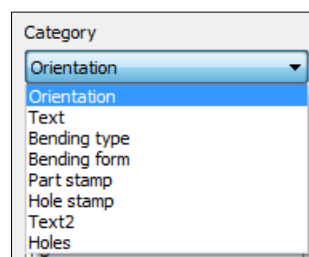 Category
Orientation
Orientation
Text
Bending type
Bending form
Part stamp
Hole stamp
Text2
Holes